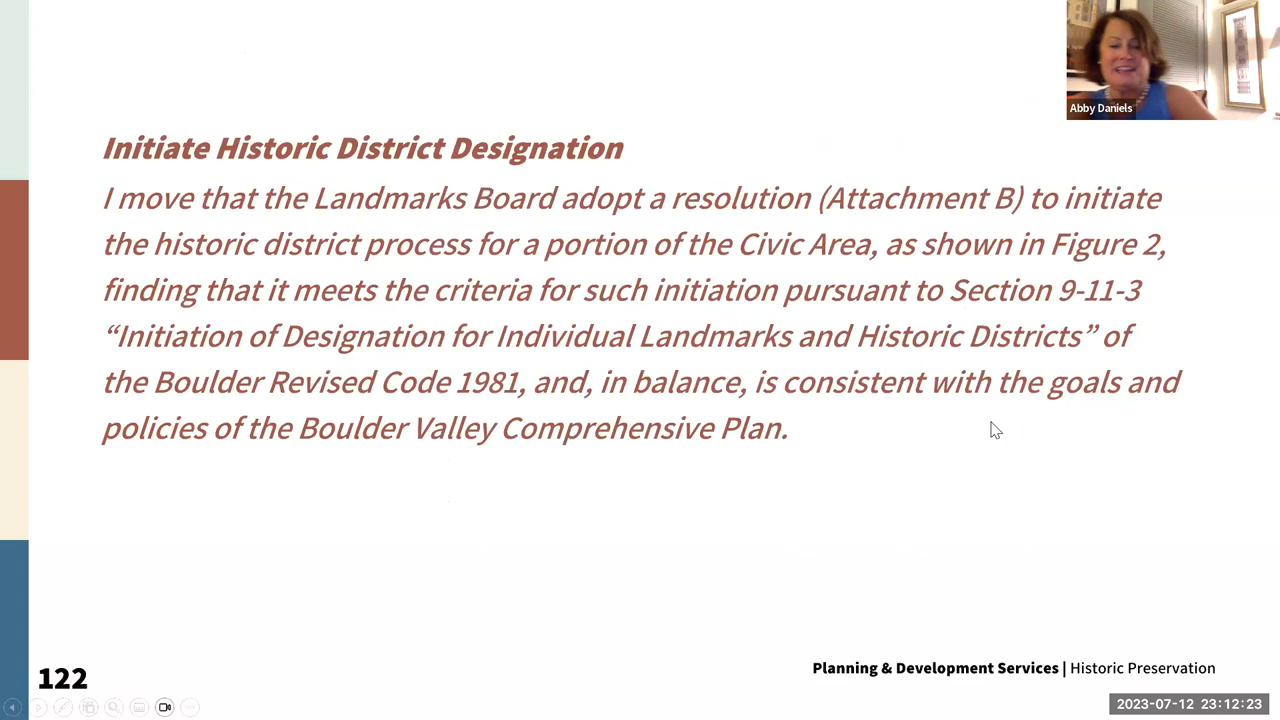 Abby Daniels
Initiate Historic District Designation
I move that the Landmarks Board adopt a resolution (Attachment B) to initiate
the historic district process for a portion of the Civic Area, as shown in Figure 2,
finding that it meets the criteria for such initiation pursuant to Section 9-11-3
“Initiation of Designation for Individual Landmarks and Historic Districts” of
the Boulder Revised Code 1981, and, in balance, is consistent with the goals and
policies of the Boulder Valley Comprehensive Plan.
122
Planning & Development Services | Historic Preservation
2023-07-12 23:12:23